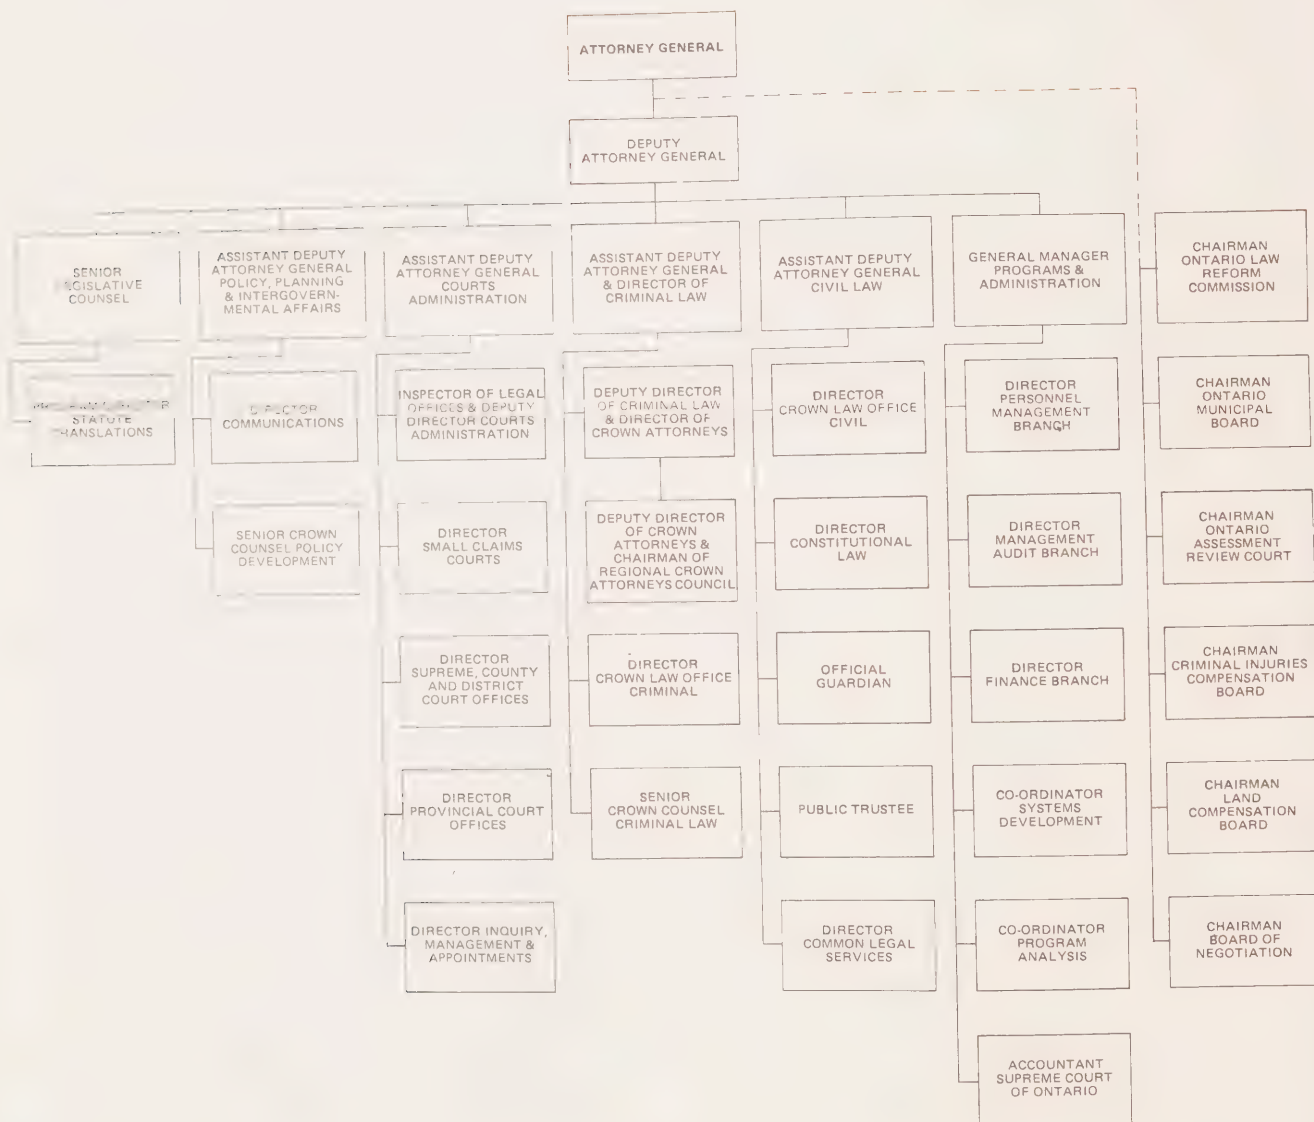 ATTORNEY GENERAL
DEPUTY
ATTORNEY GENERAL
SENIOR
LEGISLATIVE
COUNSEL
ASSISTANT DEPUTY
ATTORNEY GENERAL
POLICY, PLANNING
& INTERGOVERN-
MENTAL AFFAIRS
ASSISTANT DEPUTY
ATTORNEY GENERAL
COURTS
ADMINISTRATION
ASSISTANT DEPUTY
ATTORNEY GENERAL
& DIRECTOR OF
CRIMINAL LAW
ASSISTANT DEPUTY
ATTORNEY GENERAL
CIVIL LAW
GENERAL MANAGER
PROGRAMS &
ADMINISTRATION
CHAIRMAN
ONTARIO LAW
REFORM
COMMISSION
STATUTE
TRANSLATIONS
DIRECTOR
COMMUNICATIONS
INSPECTOR OF LEGAL
OFFICES & DEPUTY
DIRECTOR COURTS
ADMINISTRATION
DEPUTY DIRECTOR
OF CRIMINAL LAW
& DIRECTOR OF
CROWN ATTORNEYS
DIRECTOR
CROWN LAW OFFICE
CIVIL
DIRECTOR
PERSONNEL
MANAGEMENT
BRANCH
CHAIRMAN
ONTARIO
MUNICIPAL
BOARD
SENIOR CROWN
COUNSEL POLICY
DEVELOPMENT
DIRECTOR
SMALL CLAIMS
COURTS
DEPUTY DIRECTOR
OF CROWN
ATTORNEYS &
CHAIRMAN OF
REGIONAL CROWN
ATTORNEYS COUNCIL
DIRECTOR
CONSTITUTIONAL
LAW
DIRECTOR
MANAGEMENT
AUDIT BRANCH
CHAIRMAN
ONTARIO
ASSESSMENT
REVIEW COURT
DIRECTOR
SUPREME, COUNTY
AND DISTRICT
COURT OFFICES
DIRECTOR
CROWN LAW OFFICE
CRIMINAL
OFFICIAL
GUARDIAN
DIRECTOR
FINANCE BRANCH
CHAIRMAN
CRIMINAL INJURIES
COMPENSATION
BOARD
DIRECTOR
PROVINCIAL COURT
OFFICES
SENIOR
CROWN COUNSEL
CRIMINAL LAW
PUBLIC TRUSTEE
CO-ORDINATOR
SYSTEMS
DEVELOPMENT
CHAIRMAN
LAND
COMPENSATION
BOARD
DIRECTOR INQUIRY,
MANAGEMENT &
APPOINTMENTS
DIRECTOR
COMMON LEGAL
SERVICES
CO-ORDINATOR
PROGRAM
ANALYSIS
CHAIRMAN
BOARD OF
NEGOTIATION
ACCOUNTANT
SUPREME COURT
OF ONTARIO